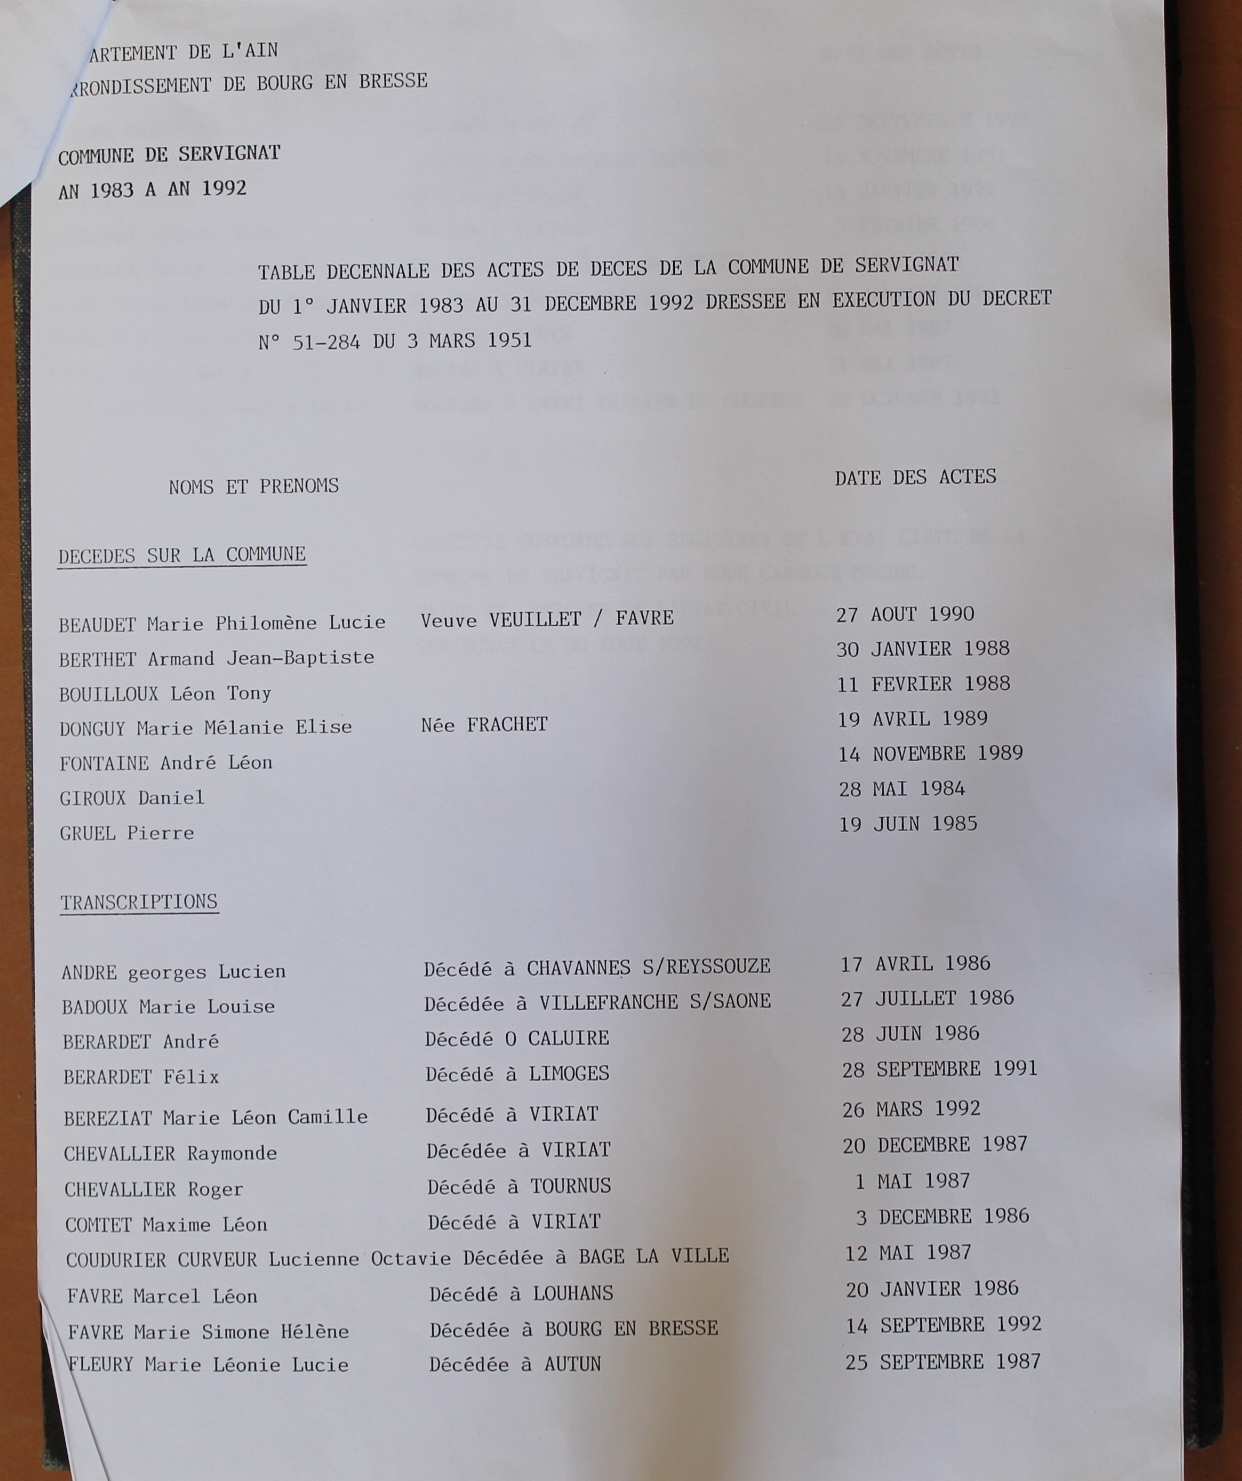 ARTEMENT DE L'AIN
RRONDISSEMENT DE BOURG EN BRESSE
COMMUNE DE SERVIGNAT
AN 1983 A AN 1992
TABLE DECENNALE DES ACTES DE DECES DE LA COMMUNE DE SERVIGNAT
DU 1° JANVIER 1983 AU 31 DECEMBRE 1992 DRESSEE EN EXECUTION DU DECRET
N° 51-284 DU 3 MARS 1951
NOMS ET PRENOMS DATE DES ACTES
DECEDES SUR LA COMMUNE
BEAUDET Marie Philomène Lucie Veuve VEUILLET / FAVRE 27 AOUT 1990
BERTHET Armand Jean-Baptiste 30 JANVIER 1988
BOUILLOUX Léon Tony 11 FEVRIER 1988
DONGUY Marie Mélanie Elise Née FRACHET 19 AVRIL 1989
FONTAINE André Léon 14 NOVEMBRE 1989
GIROUX Daniel 28 MAI 1984
GRUEL Pierre 19 JUIN 1985
TRANSCRIPTIONS
ANDRE georges Lucien Décédé à CHAVANNES S/REYSSOUZE 17 AVRIL 1986
BADOUX Marie Louise Décédée à VILLEFRANCHE S/SAONE 27 JUILLET 1986
BERARDET André Décédé O CALUIRE 28 JUIN 1986
BERARDET Félix Décédé à LIMOGES 28 SEPTEMBRE 1991
BEREZIAT Marie Léon Camille Décédé à VIRIAT 26 MARS 1992
CHEVALLIER Raymonde Décédée à VIRIAT 20 DECEMBRE 1987
CHEVALLIER Roger Décédé à TOURNUS 1 MAI 1987
COMTET Maxime Léon Décédé à VIRIAT 3 DECEMBRE 1986
COUDURIER CURVEUR Lucienne Octavie Décédée à BAGE LA VILLE 12 MAI 1987
FAVRE Marcel Léon Décédé à LOUHANS 20 JANVIER 1986
FAVRE Marie Simone Hélène Décédée à BOURG EN BRESSE 14 SEPTEMBRE 1992
FLEURY Marie Léonie Lucie Décédée à AUTUN 25 SEPTEMBRE 1987